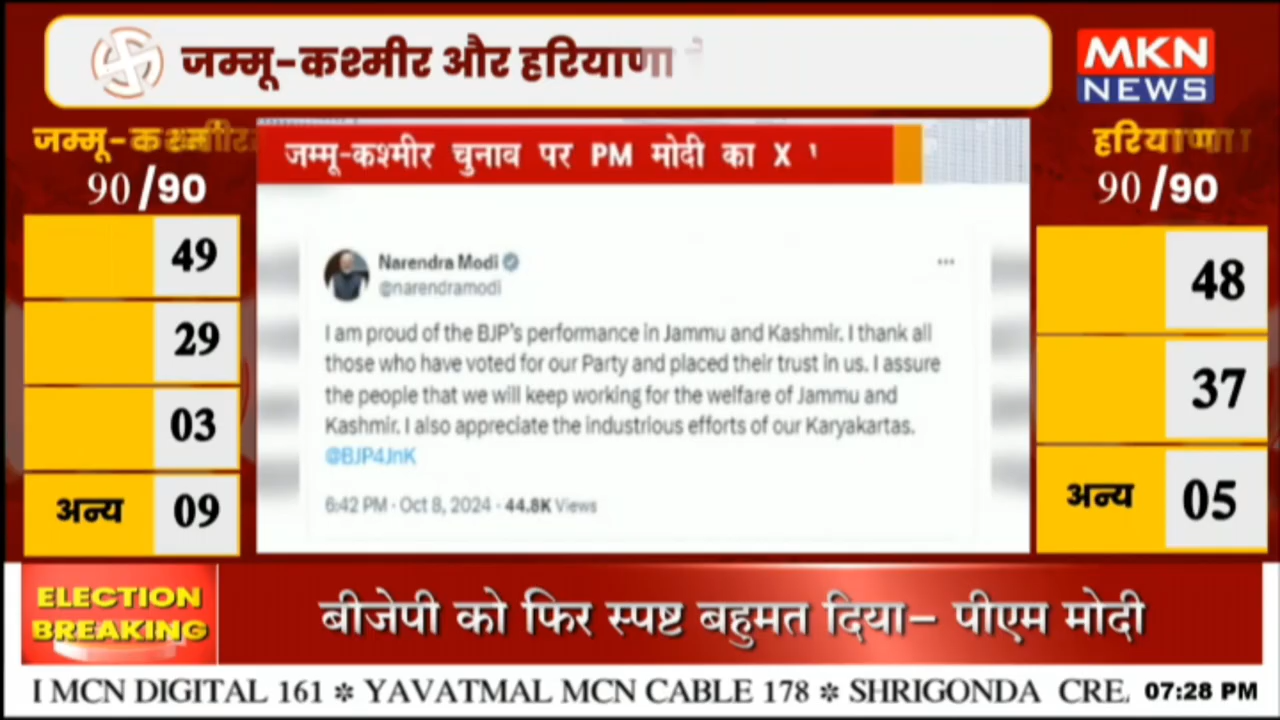 जम्मू-कश्मीर और हरियाणा
MKN
NEWS
जम्मू-कश्मीर
90/90
49
29
03
अन्य 09
जम्मू-कश्मीर चुनाव पर PM मोदी का X
Narendra Modi
@narendramodi
I am proud of the BJP's performance in Jammu and Kashmir. I thank all
those who have voted for our Party and placed their trust in us. I assure
the people that we will keep working for the welfare of Jammu and
Kashmir. I also appreciate the industrious efforts of our Karyakartas.
@BJP4JnK
6:42 PM · Oct 8, 2024 · 44.8K Views
हरियाणा
90/90
48
37
अन्य 05
ELECTION
BREAKING
बीजेपी को फिर स्पष्ट बहुमत दिया– पीएम मोदी
I MCN DIGITAL 161 * YAVATMAL MCN CABLE 178 * SHRIGONDA CRE.
07:28 PM